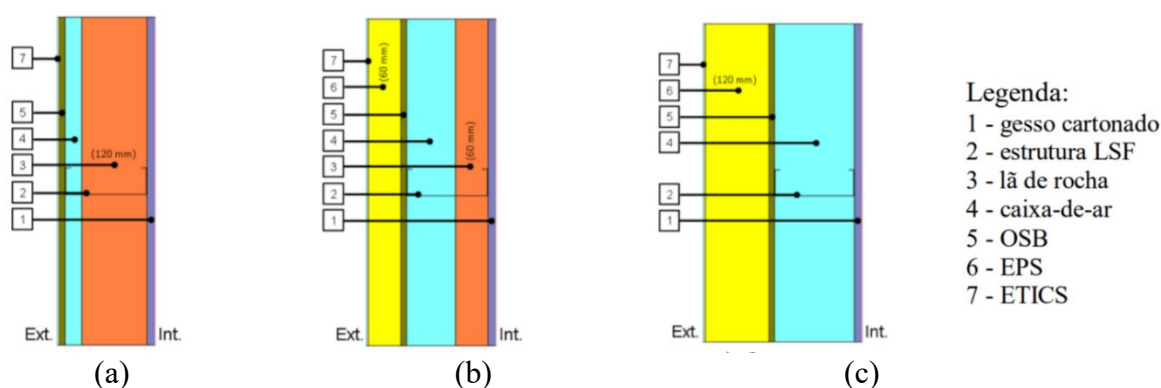 7
5
4
3
2
1
(120 mm)
Ext.
Int.
(a)
7
6
5
4
3
2
1
(60 mm)
(60 mm)
Ext.
Int.
(b)
7
6
5
4
2
1
(120 mm)
Ext.
Int.
(c)
Legenda:
1 - gesso cartonado
2 - estrutura LSF
3 - lã de rocha
4 - caixa-de-ar
5 - OSB
6 - EPS
7 - ETICS